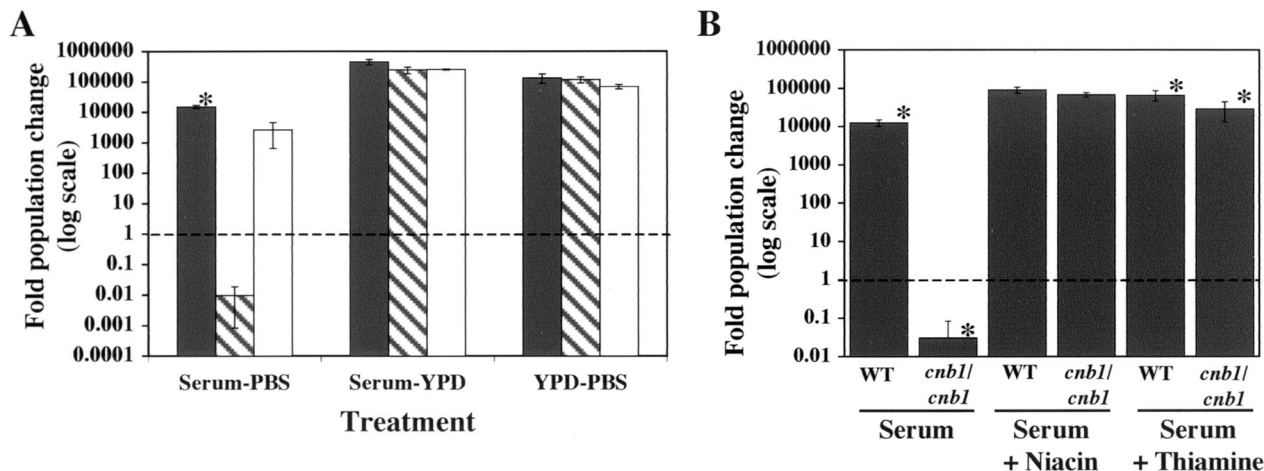 A
Fold population change
(log scale)
1000000
100000
10000
1000
100
10
1
0.1
0.01
0.001
0.0001
*
Serum-PBS
Serum-YPD
YPD-PBS
Treatment
B
Fold population change
(log scale)
1000000
100000
10000
1000
100
10
1
0.1
0.01
*
*
*
*
WT
cnb1/
cnb1
WT
cnb1/
cnb1
WT
cnb1/
cnb1
Serum
Serum
+ Niacin
Serum
+ Thiamine